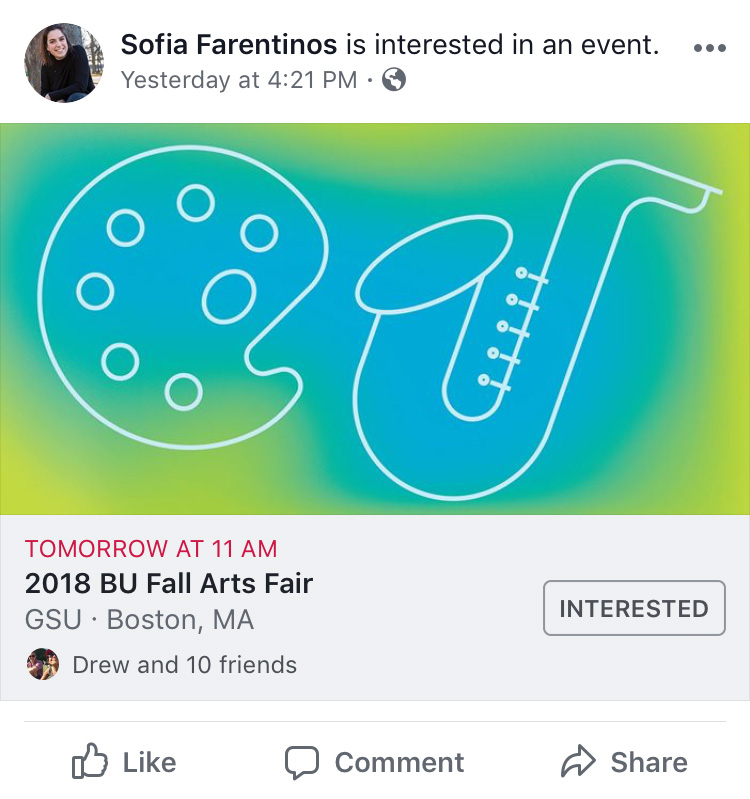 Sofia Farentinos is interested in an event.
Yesterday at 4:21 PM ·
TOMORROW AT 11 AM
2018 BU Fall Arts Fair
GSU · Boston, MA
INTERESTED
Drew and 10 friends
Like
Comment
Share